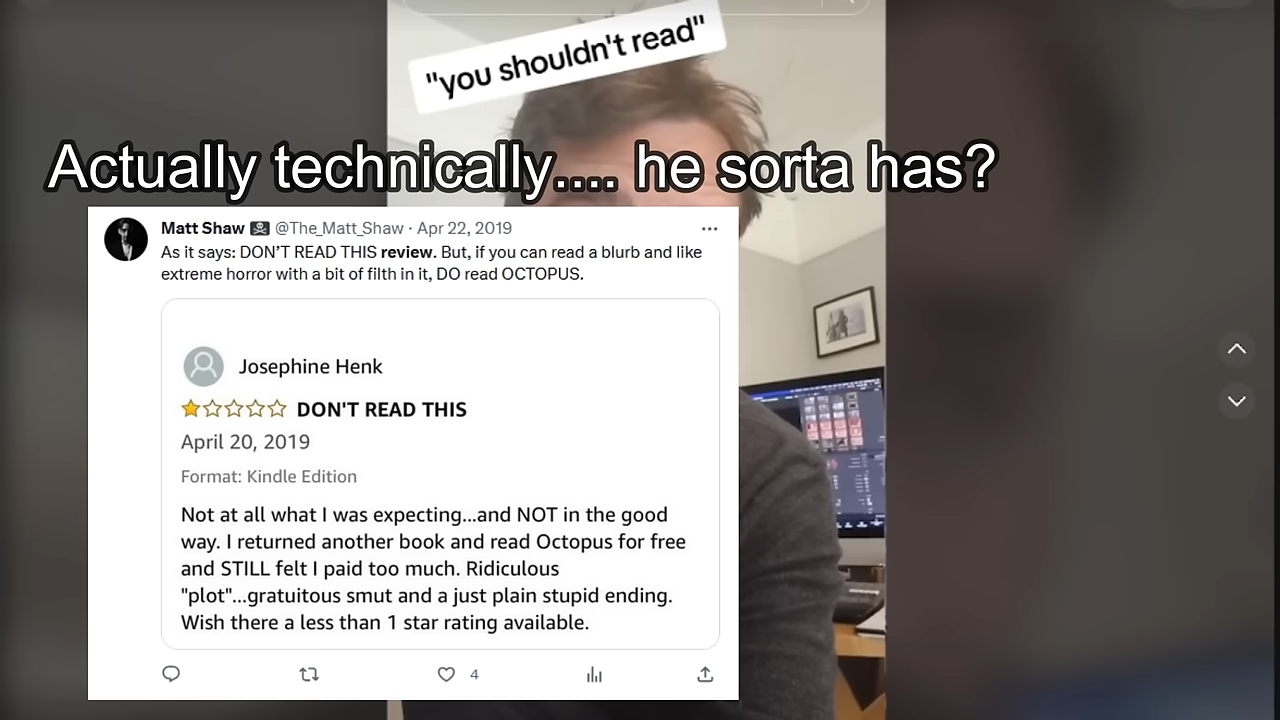 "you shouldn't read"
Actually technically.... he sorta has?
Matt Shaw @The_Matt_Shaw · Apr 22, 2019
As it says: DON'T READ THIS review. But, if you can read a blurb and like
extreme horror with a bit of filth in it, DO read OCTOPUS.
Josephine Henk
DON'T READ THIS
April 20, 2019
Format: Kindle Edition
Not at all what I was expecting...and NOT in the good
way. I returned another book and read Octopus for free
and STILL felt I paid too much. Ridiculous
"plot"...gratuitous smut and a just plain stupid ending.
Wish there a less than 1 star rating available.
4